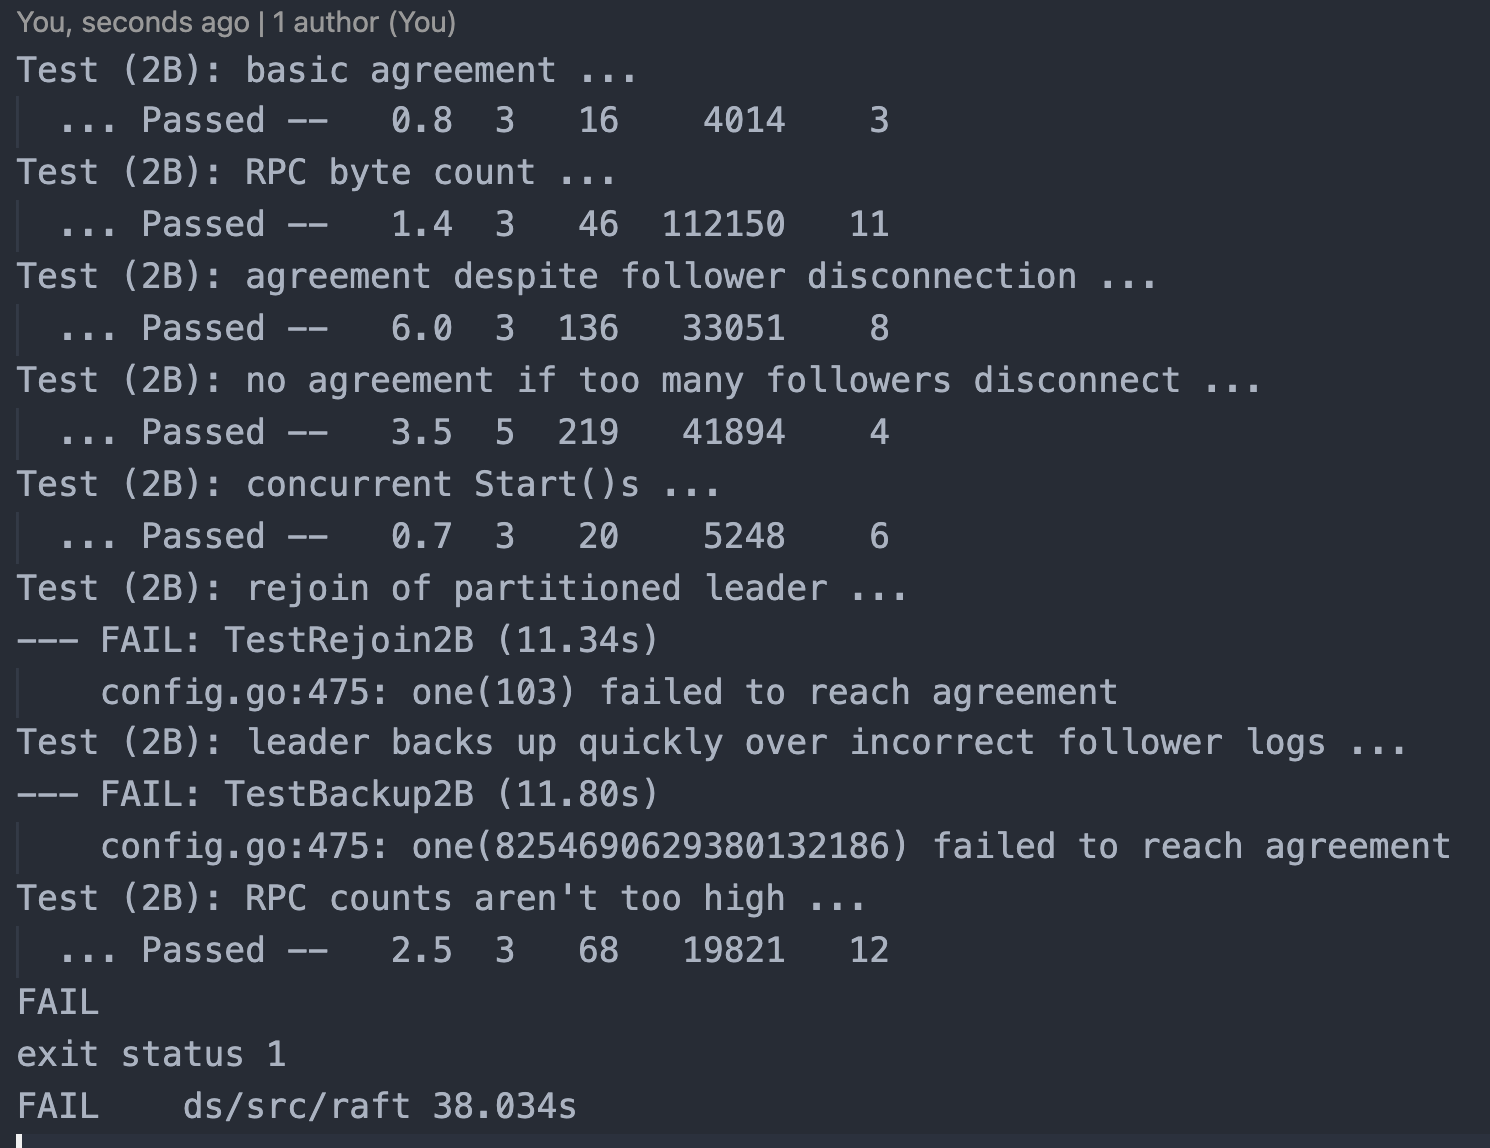 You, seconds ago | 1 author (You)
Test (2B): basic agreement ...
  ... Passed --   0.8  3   16    4014    3
Test (2B): RPC byte count ...
  ... Passed --   1.4  3   46  112150   11
Test (2B): agreement despite follower disconnection ...
  ... Passed --   6.0  3  136   33051    8
Test (2B): no agreement if too many followers disconnect ...
  ... Passed --   3.5  5  219   41894    4
Test (2B): concurrent Start()s ...
  ... Passed --   0.7  3   20    5248    6
Test (2B): rejoin of partitioned leader ...
--- FAIL: TestRejoin2B (11.34s)
    config.go:475: one(103) failed to reach agreement
Test (2B): leader backs up quickly over incorrect follower logs ...
--- FAIL: TestBackup2B (11.80s)
    config.go:475: one(8254690629380132186) failed to reach agreement
Test (2B): RPC counts aren't too high ...
  ... Passed --   2.5  3   68   19821   12
FAIL
exit status 1
FAIL    ds/src/raft 38.034s